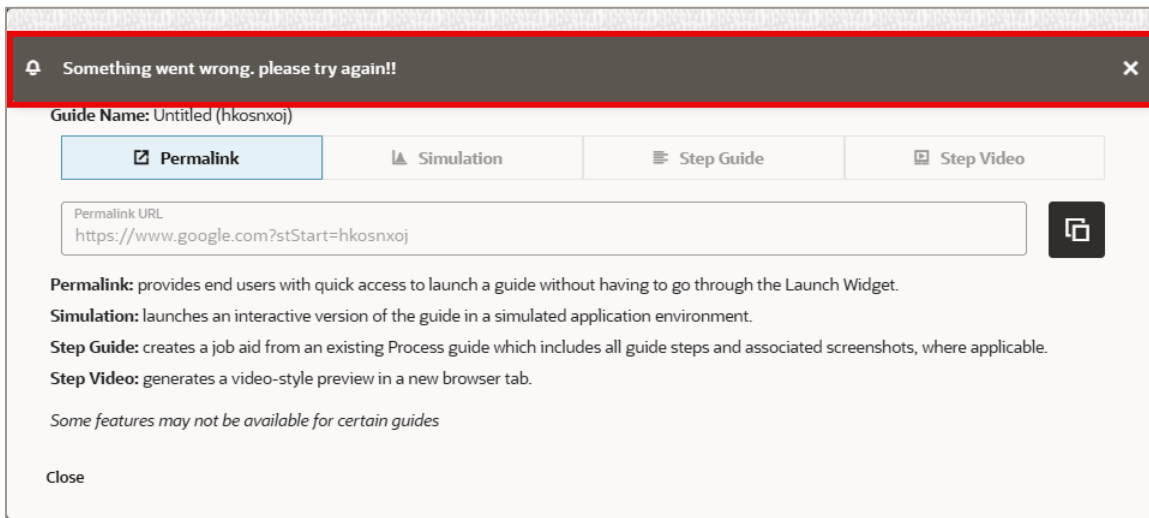 Something went wrong. please try again!!
Guide Name: Untitled (hkosnxoj)
Permalink
Simulation
Step Guide
Step Video
Permalink URL
https://www.google.com?stStart=hkosnxoj
Permalink: provides end users with quick access to launch a guide without having to go through the Launch Widget.
Simulation: launches an interactive version of the guide in a simulated application environment.
Step Guide: creates a job aid from an existing Process guide which includes all guide steps and associated screenshots, where applicable.
Step Video: generates a video-style preview in a new browser tab.
Some features may not be available for certain guides
Close